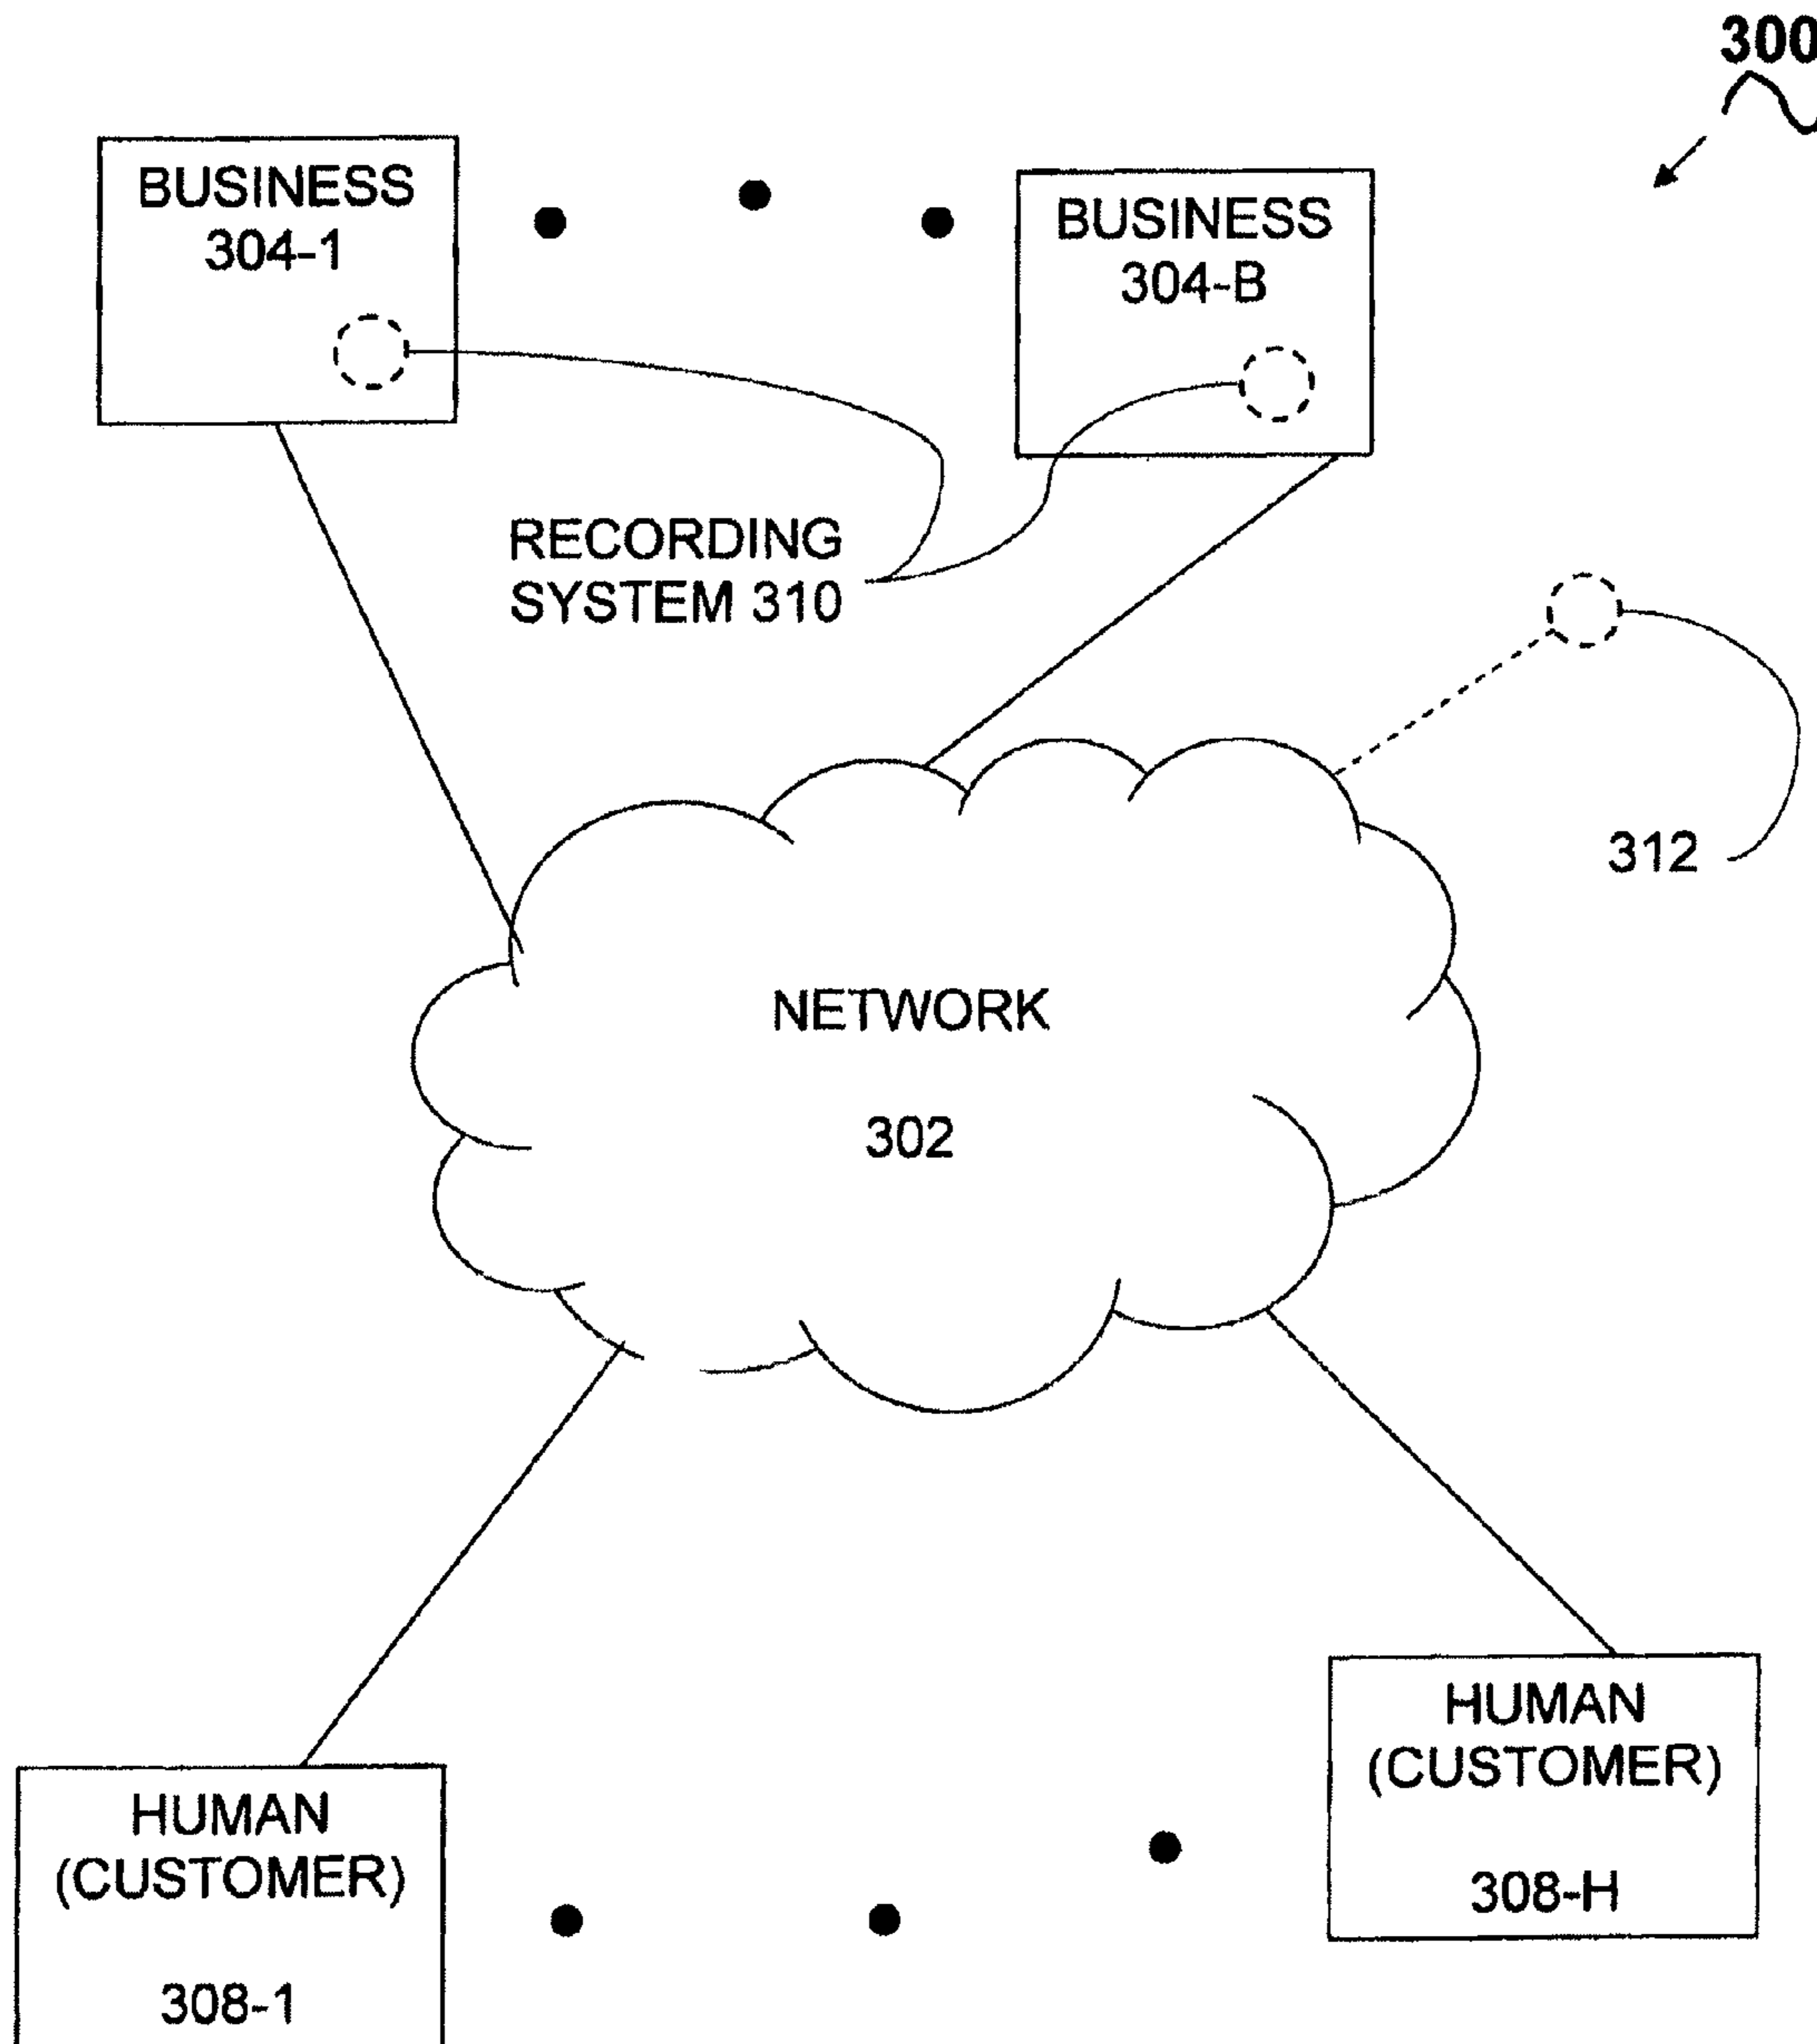 300
BUSINESS
304-1
BUSINESS
304-B
RECORDING
SYSTEM 310
312
NETWORK
302
HUMAN
(CUSTOMER)
308-H
HUMAN
(CUSTOMER)
308-1